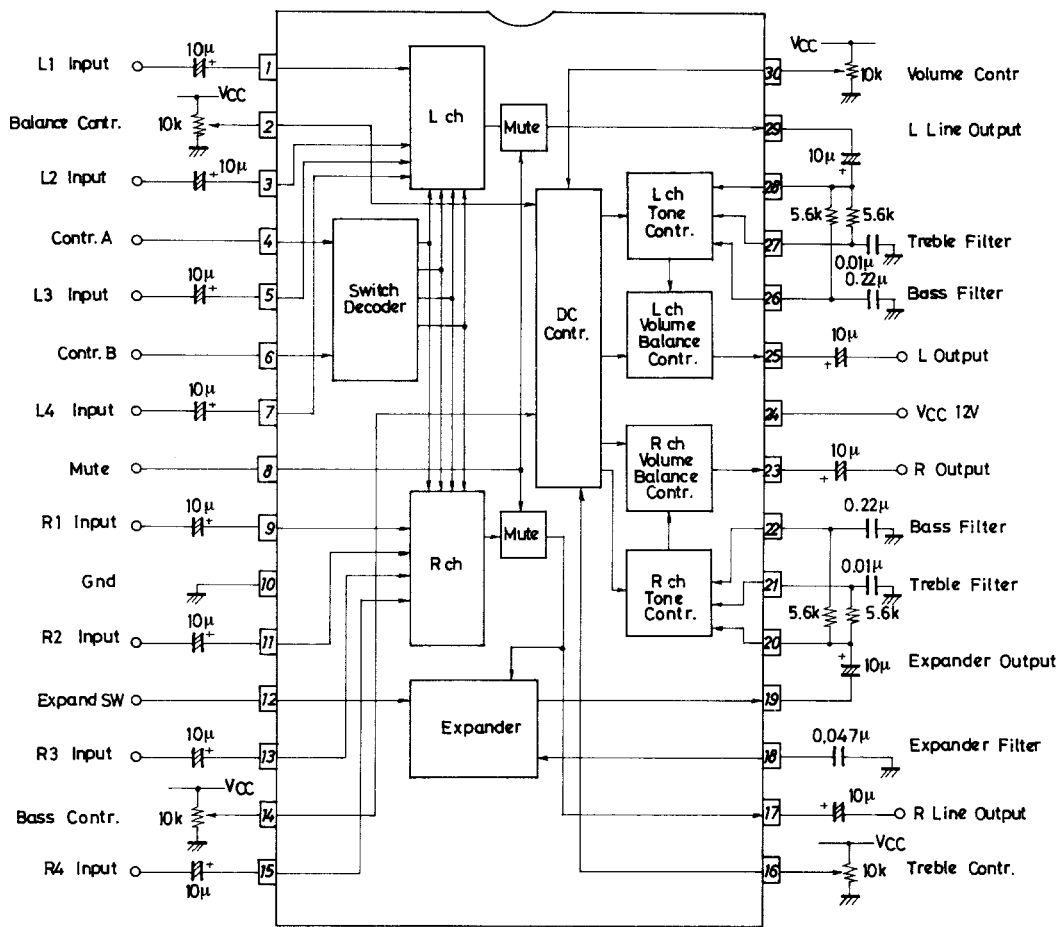 10μ
+
L1 Input
1
VCC
Balance Contr.
10k
2
10μ
+
L2 Input
3
Contr. A
4
10μ
+
L3 Input
5
Contr. B
6
10μ
+
L4 Input
7
Mute
8
10μ
+
R1 Input
9
Gnd
10
10μ
+
R2 Input
11
Expand SW
12
10μ
+
R3 Input
13
VCC
Bass Contr.
10k
14
R4 Input
+
10μ
15
L ch
Mute
Switch
Decoder
R ch
Mute
Expander
DC
Contr.
L ch
Tone
Contr.
L ch
Volume
Balance
Contr.
R ch
Volume
Balance
Contr.
R ch
Tone
Contr.
VCC
30
10k
Volume Contr
29
L Line Output
10μ
+
28
5.6k
5.6k
27
Treble Filter
0.01μ
0.22μ
26
Bass Filter
10μ
25
+
L Output
24
VCC 12V
10μ
23
+
R Output
0.22μ
22
Bass Filter
0.01μ
21
Treble Filter
5.6k
5.6k
20
+
10μ
Expander Output
19
0,047μ
18
Expander Filter
10μ
+
17
R Line Output
VCC
16
10k
Treble Contr.